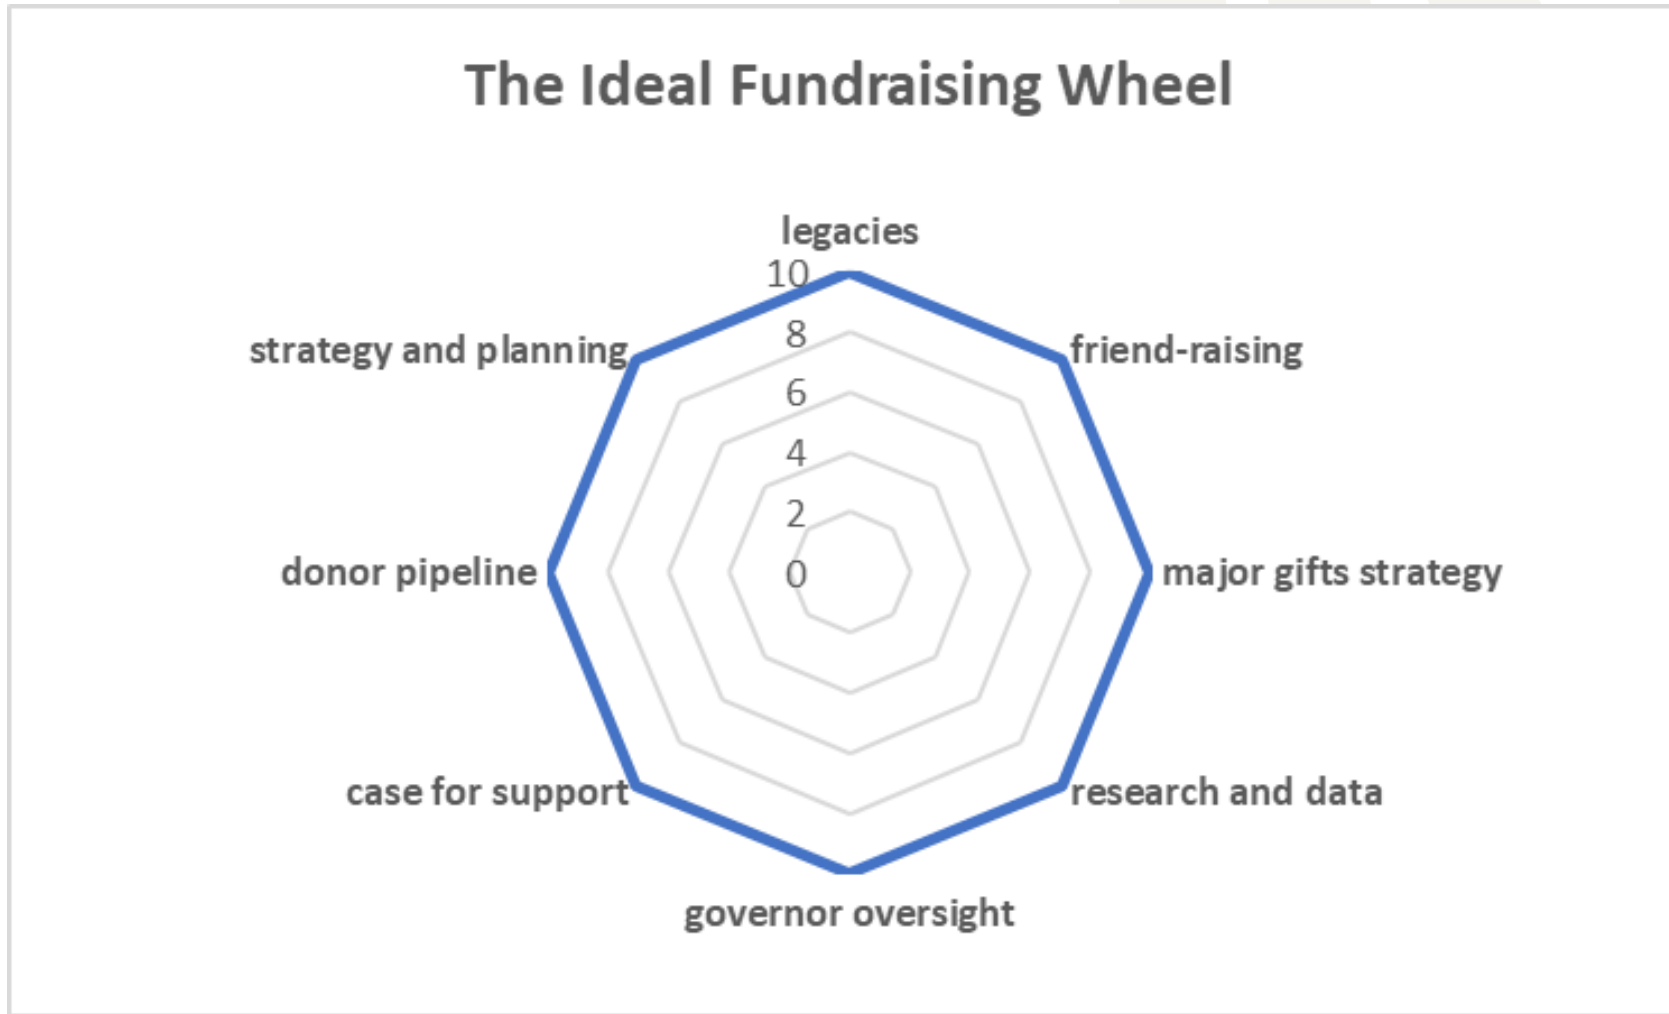 The Ideal Fundraising Wheel
legacies
10
8
6
4
2
0
friend-raising
major gifts strategy
research and data
governor oversight
case for support
donor pipeline
strategy and planning